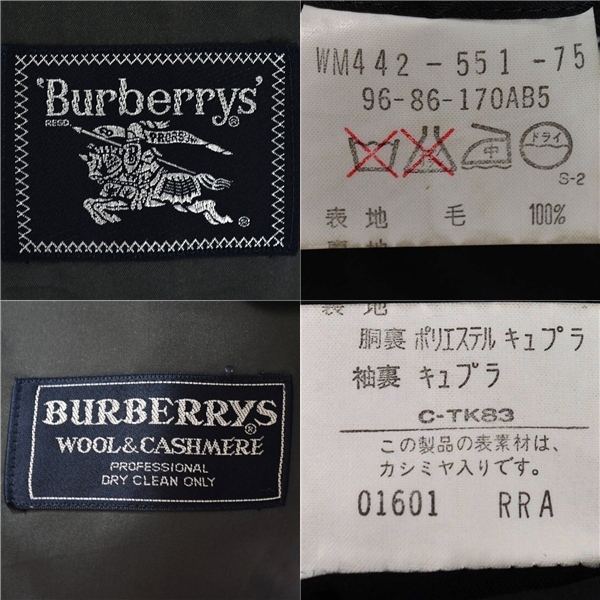 'Burberrys'
REGD.
PRORSUM
WM442-551-75
96-86-170AB5
中
ドライ
S-2
表地 毛 100%
BURBERRYS®
WOOL&CASHMERE
PROFESSIONAL
DRY CLEAN ONLY
胴裏 ポリエステル キュプラ
袖裏 キュプラ
C-TK83
この製品の表素材は、
カシミヤ入りです。
01601 RRA